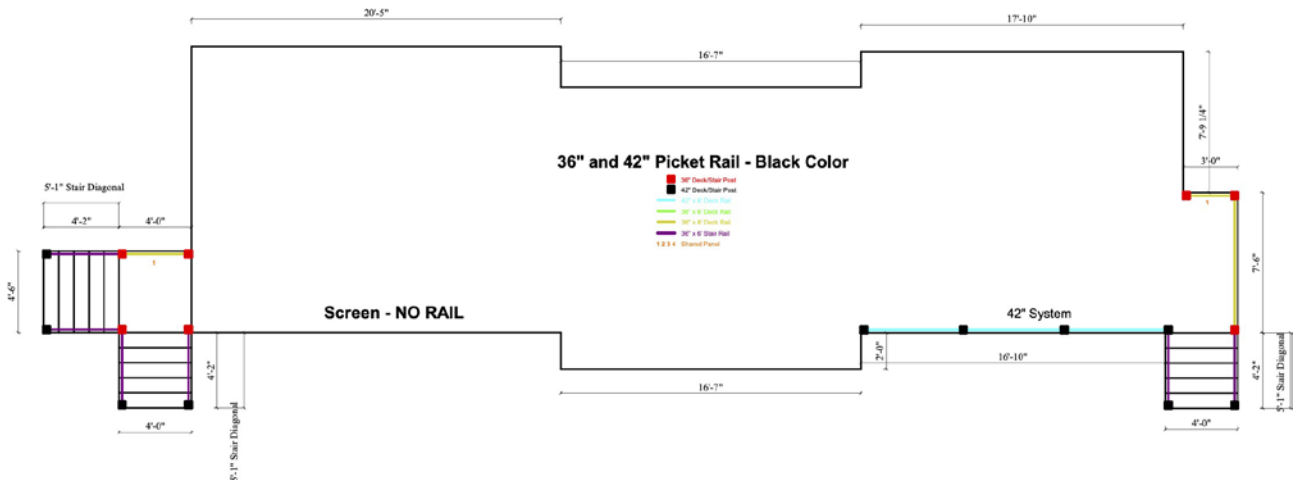 20'-5"
17'-10"
16'-7"
7'-9 1/4"
3'-0"
36" and 42" Picket Rail - Black Color
36" Deck/Stair Post
42" Deck/Stair Post
42" x 6' Deck Rail
36" x 6' Deck Rail
36" x 8' Deck Rail
36" x 6' Stair Rail
1 2 3 4 Shared Panel
5'-1" Stair Diagonal
4'-2"
4'-0"
1
1
4'-6"
7'-6"
Screen - NO RAIL
42" System
2'-0"
16'-10"
4'-2"
4'-2"
5'-1" Stair Diagonal
16'-7"
4'-0"
4'-0"
5'-1" Stair Diagonal